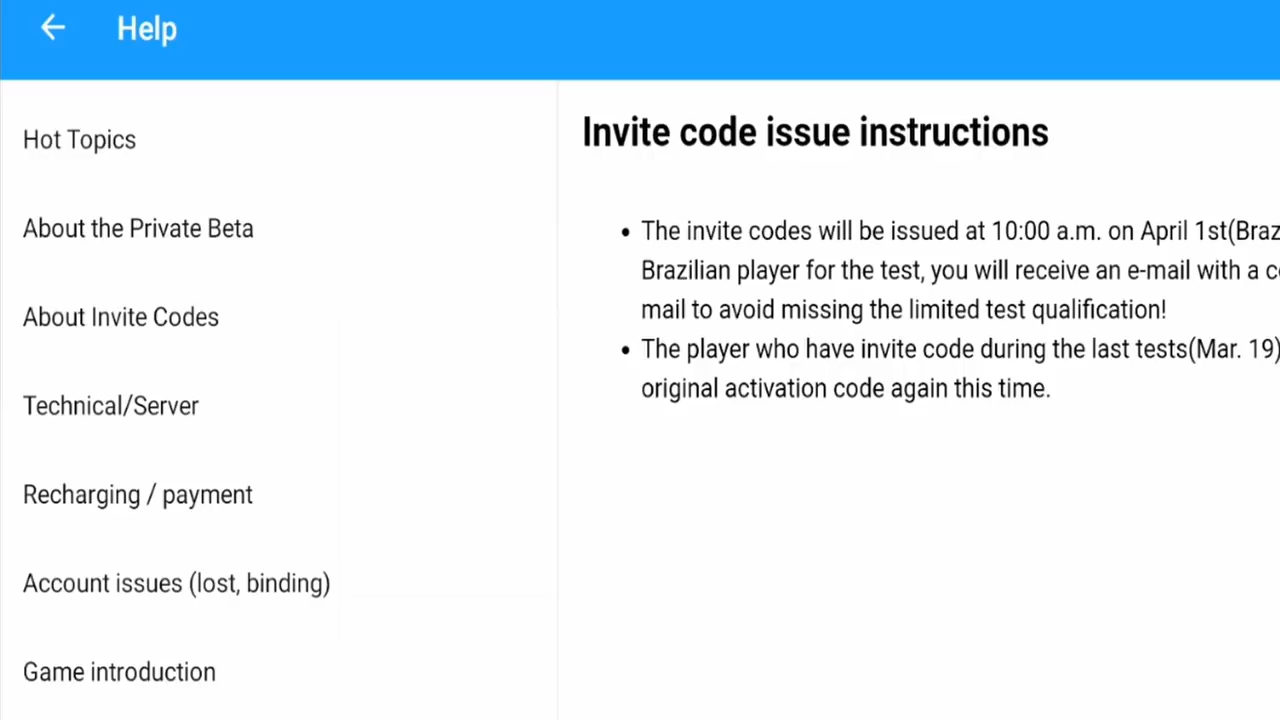 Help
Hot Topics
About the Private Beta
About Invite Codes
Technical/Server
Recharging / payment
Account issues (lost, binding)
Game introduction
Invite code issue instructions
• The invite codes will be issued at 10:00 a.m. on April 1st(Braz
Brazilian player for the test, you will receive an e-mail with a c
mail to avoid missing the limited test qualification!
• The player who have invite code during the last tests(Mar. 19)
original activation code again this time.